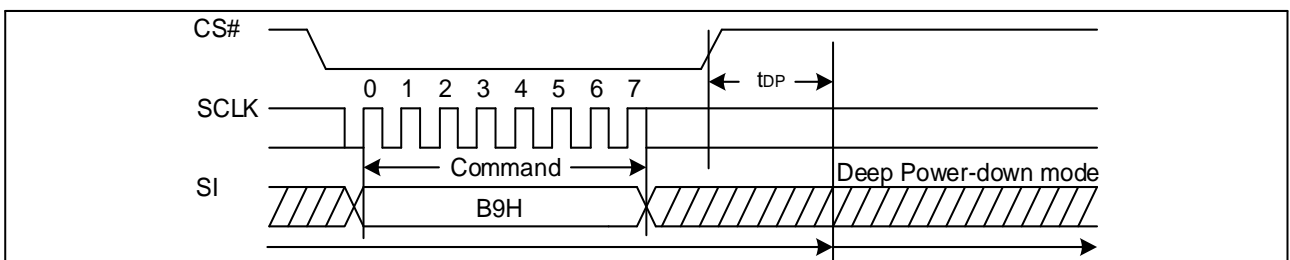 CS#
tDP
0 1 2 3 4 5 6 7
SCLK
Command
Deep Power-down mode
SI
B9H